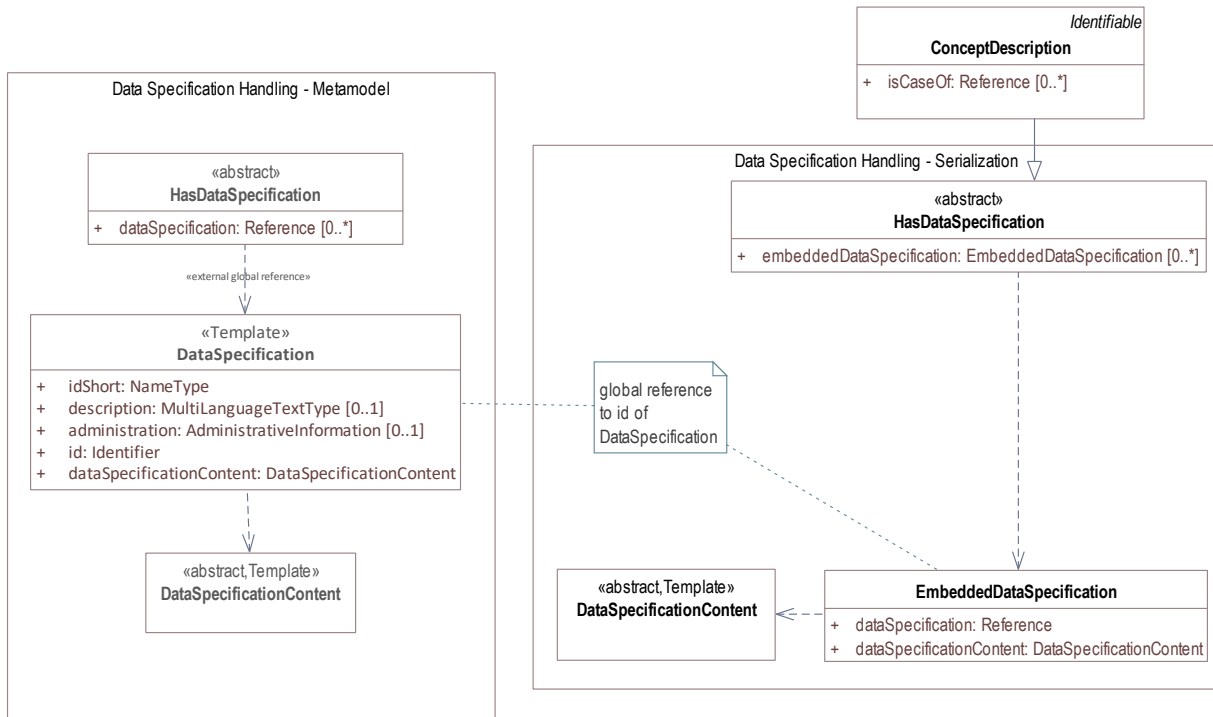 Data Specification Handling - Metamodel
«abstract»
HasDataSpecification
+ dataSpecification: Reference [0..*]
«external global reference»
«Template»
DataSpecification
+ idShort: NameType
+ description: MultiLanguageTextType [0..1]
+ administration: AdministrativeInformation [0..1]
+ id: Identifier
+ dataSpecificationContent: DataSpecificationContent
«abstract,Template»
DataSpecificationContent
Identifiable
ConceptDescription
+ isCaseOf: Reference [0..*]
Data Specification Handling - Serialization
«abstract»
HasDataSpecification
+ embeddedDataSpecification: EmbeddedDataSpecification [0..*]
global reference
to id of
DataSpecification
«abstract,Template»
DataSpecificationContent
EmbeddedDataSpecification
+ dataSpecification: Reference
+ dataSpecificationContent: DataSpecificationContent